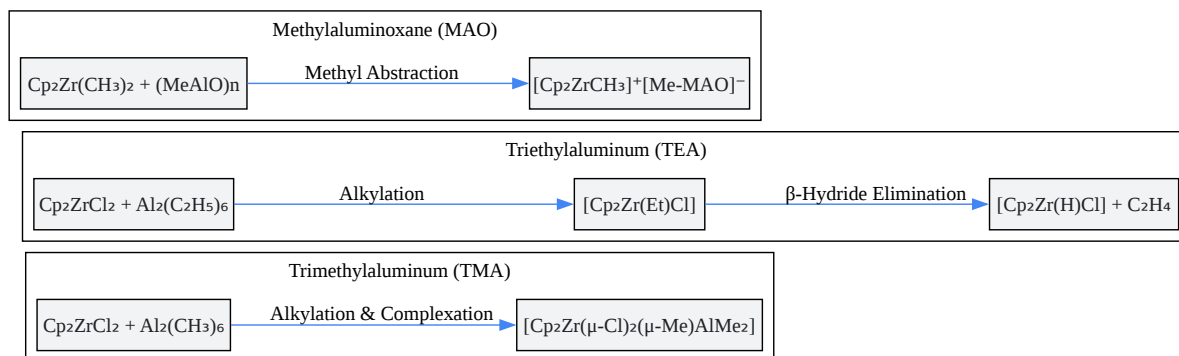 Methylaluminoxane (MAO)
Cp₂Zr(CH₃)₂ + (MeAlO)n
Methyl Abstraction
[Cp₂ZrCH₃]⁺[Me-MAO]⁻
Triethylaluminum (TEA)
Cp₂ZrCl₂ + Al₂(C₂H₅)₆
Alkylation
[Cp₂Zr(Et)Cl]
β-Hydride Elimination
[Cp₂Zr(H)Cl] + C₂H₄
Trimethylaluminum (TMA)
Cp₂ZrCl₂ + Al₂(CH₃)₆
Alkylation & Complexation
[Cp₂Zr(μ-Cl)₂(μ-Me)AlMe₂]